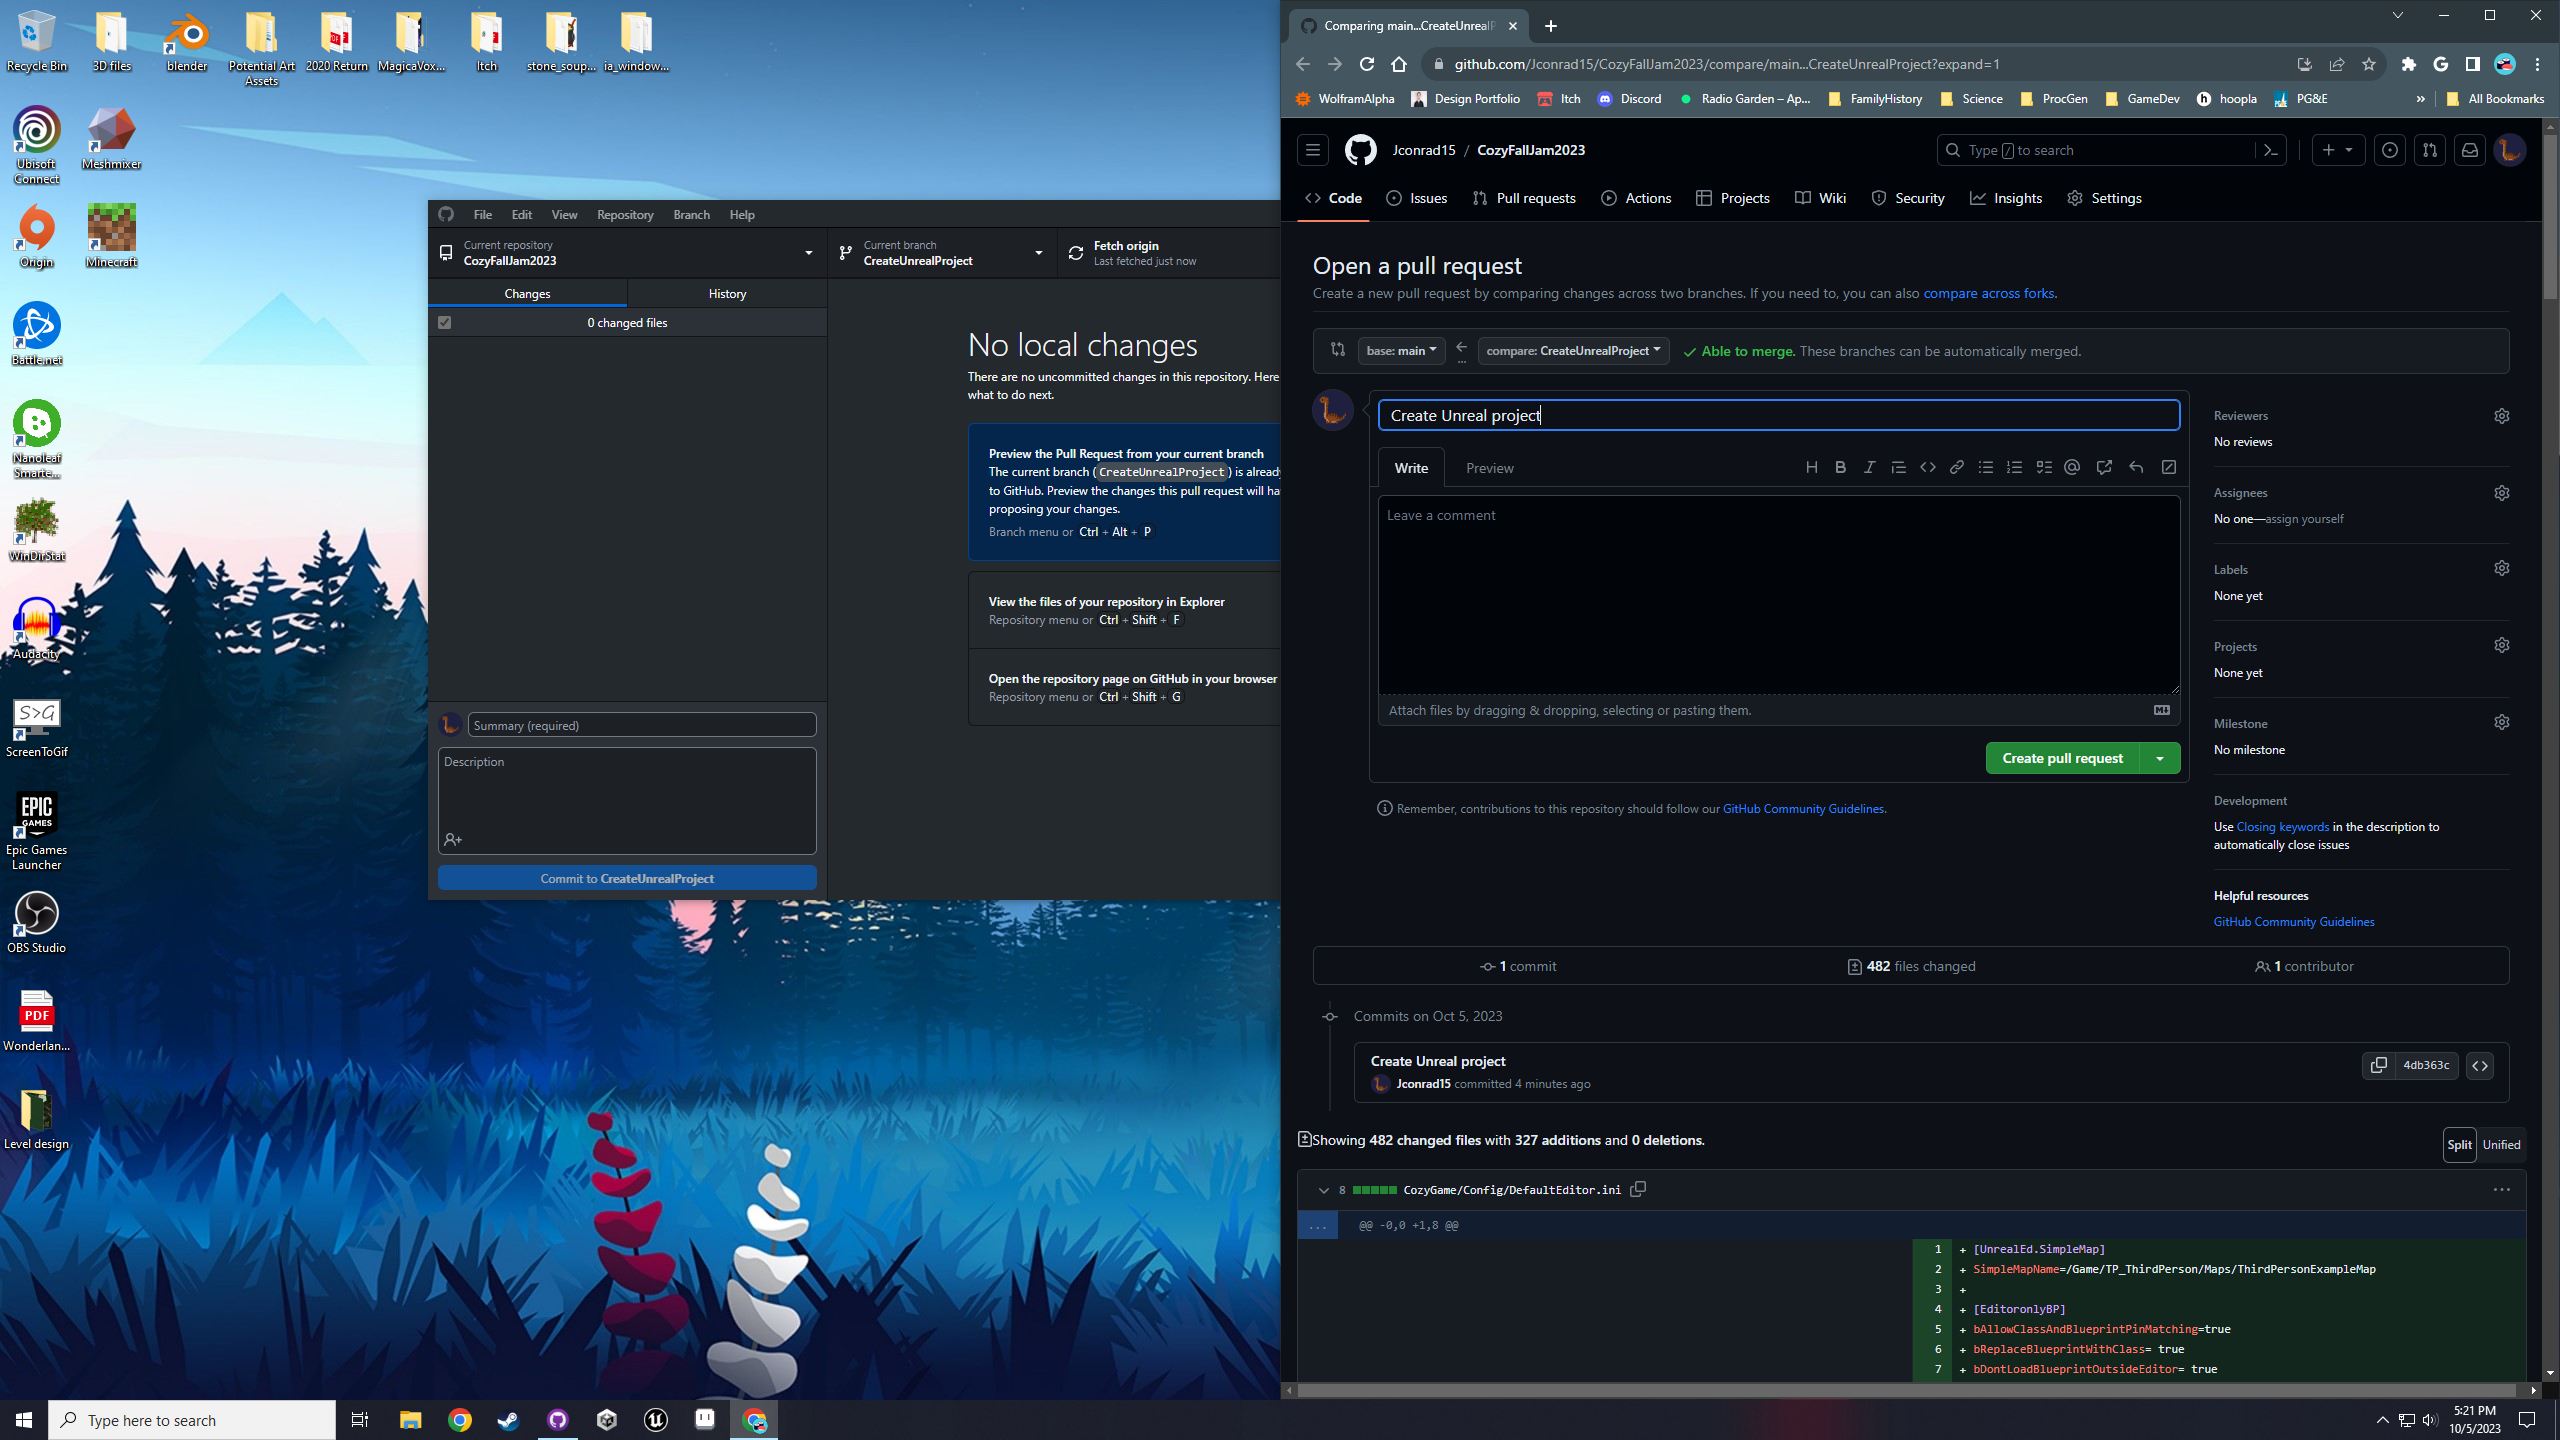 Recycle Bin
3D files
blender
Potential Art Assets
2020 Return
MagicaVox...
Itch
stone_soup...
ia_window...
Ubisoft Connect
Meshmixer
Origin
Minecraft
Battle.net
Nanoleaf Smarte...
WinDirStat
Audacity
S>G
ScreenToGif
EPIC GAMES
Epic Games Launcher
OBS Studio
PDF
Wonderlan...
Level design
File Edit View Repository Branch Help
Current repository
CozyFallJam2023
Current branch
CreateUnrealProject
Fetch origin
Last fetched just now
Changes
History
0 changed files
No local changes
There are no uncommitted changes in this repository. Here
what to do next.
Preview the Pull Request from your current branch
The current branch (CreateUnrealProject) is already
to GitHub. Preview the changes this pull request will ha
proposing your changes.
Branch menu or Ctrl + Alt + P
View the files of your repository in Explorer
Repository menu or Ctrl + Shift + F
Open the repository page on GitHub in your browser
Repository menu or Ctrl + Shift + G
Summary (required)
Description
Commit to CreateUnrealProject
Comparing main...CreateUnrealP
github.com/Jconrad15/CozyFallJam2023/compare/main...CreateUnrealProject?expand=1
WolframAlpha Design Portfolio Itch Discord Radio Garden – Ap... FamilyHistory Science ProcGen GameDev hoopla PG&E » All Bookmarks
Jconrad15 / CozyFallJam2023
Type / to search
Code Issues Pull requests Actions Projects Wiki Security Insights Settings
Open a pull request
Create a new pull request by comparing changes across two branches. If you need to, you can also compare across forks.
base: main
compare: CreateUnrealProject
Able to merge. These branches can be automatically merged.
Create Unreal project
Write
Preview
Leave a comment
Attach files by dragging & dropping, selecting or pasting them.
Create pull request
Remember, contributions to this repository should follow our GitHub Community Guidelines.
Reviewers
No reviews
Assignees
No one—assign yourself
Labels
None yet
Projects
None yet
Milestone
No milestone
Development
Use Closing keywords in the description to
automatically close issues
Helpful resources
GitHub Community Guidelines
1 commit
482 files changed
1 contributor
Commits on Oct 5, 2023
Create Unreal project
Jconrad15 committed 4 minutes ago
4db363c
Showing 482 changed files with 327 additions and 0 deletions.
Split Unified
8 CozyGame/Config/DefaultEditor.ini
... @@ -0,0 +1,8 @@
1 + [UnrealEd.SimpleMap]
2 + SimpleMapName=/Game/TP_ThirdPerson/Maps/ThirdPersonExampleMap
3 +
4 + [EditoronlyBP]
5 + bAllowClassAndBlueprintPinMatching=true
6 + bReplaceBlueprintWithClass= true
7 + bDontLoadBlueprintOutsideEditor= true
Type here to search
5:21 PM
10/5/2023